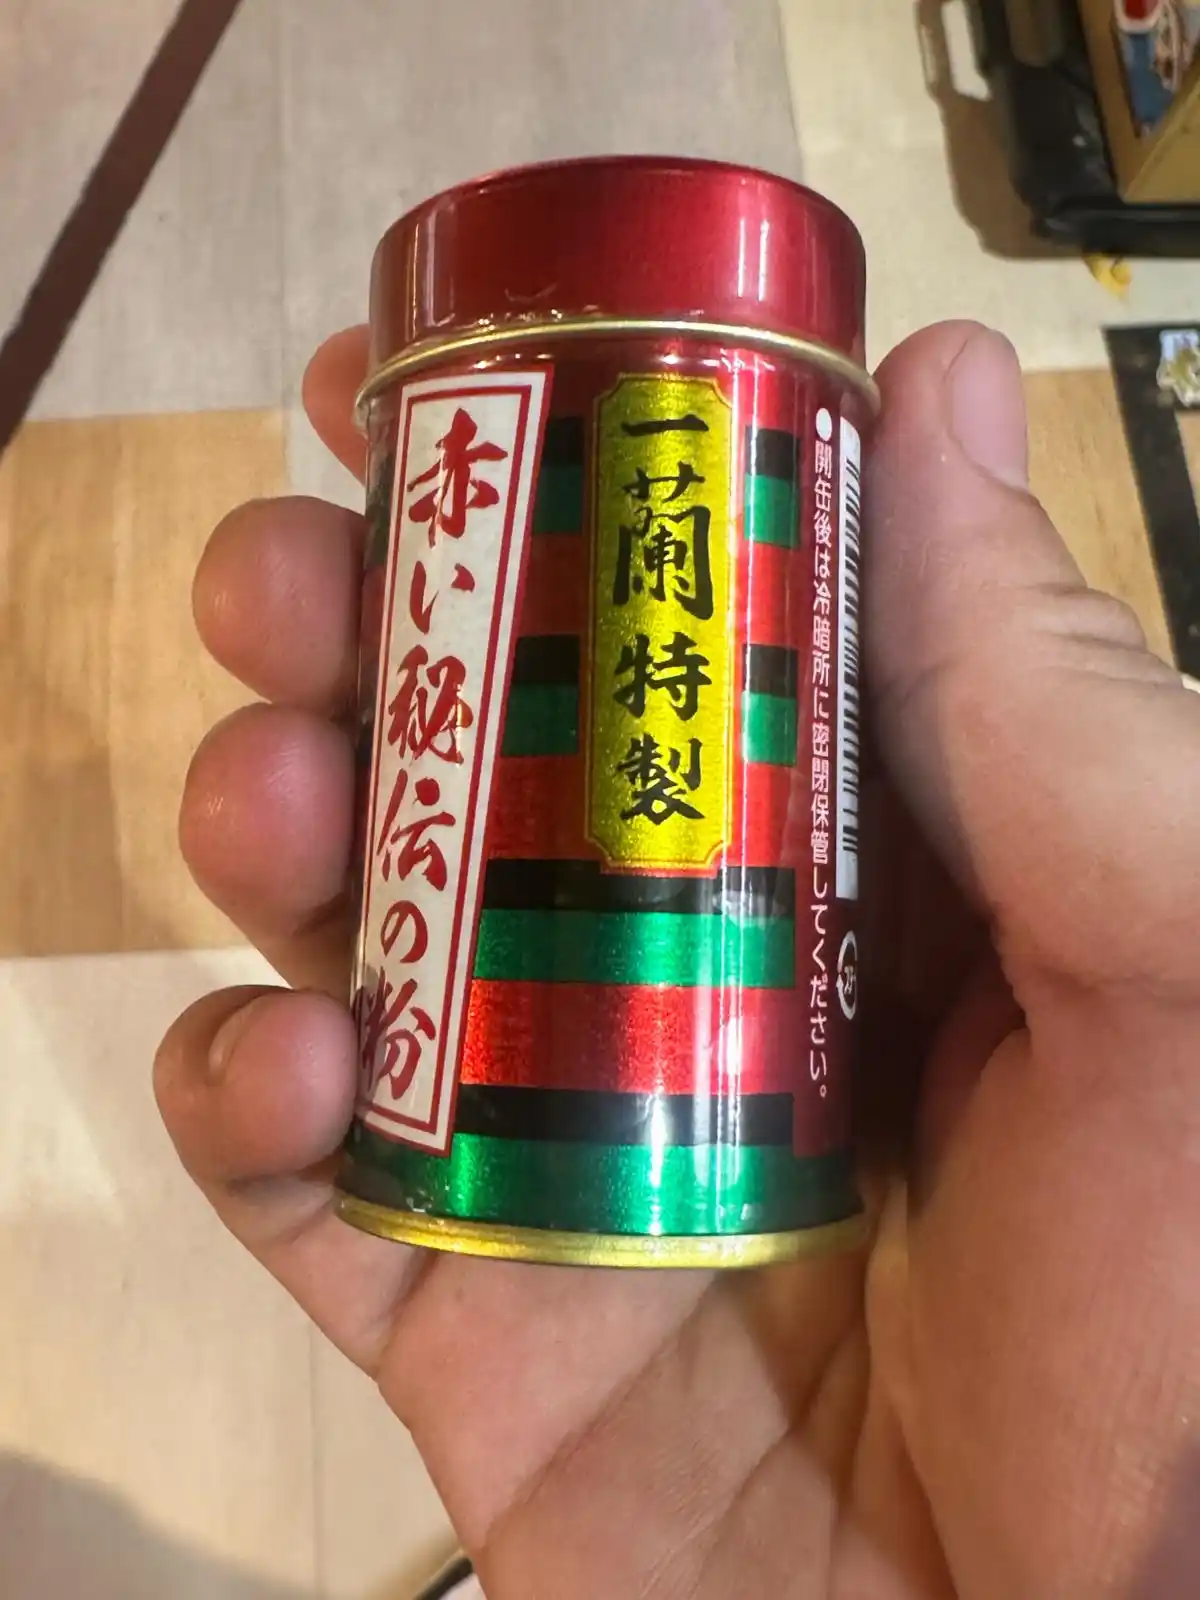 ●開缶後は冷暗所に密閉保管してください。
一蘭特製
赤い秘伝の粉